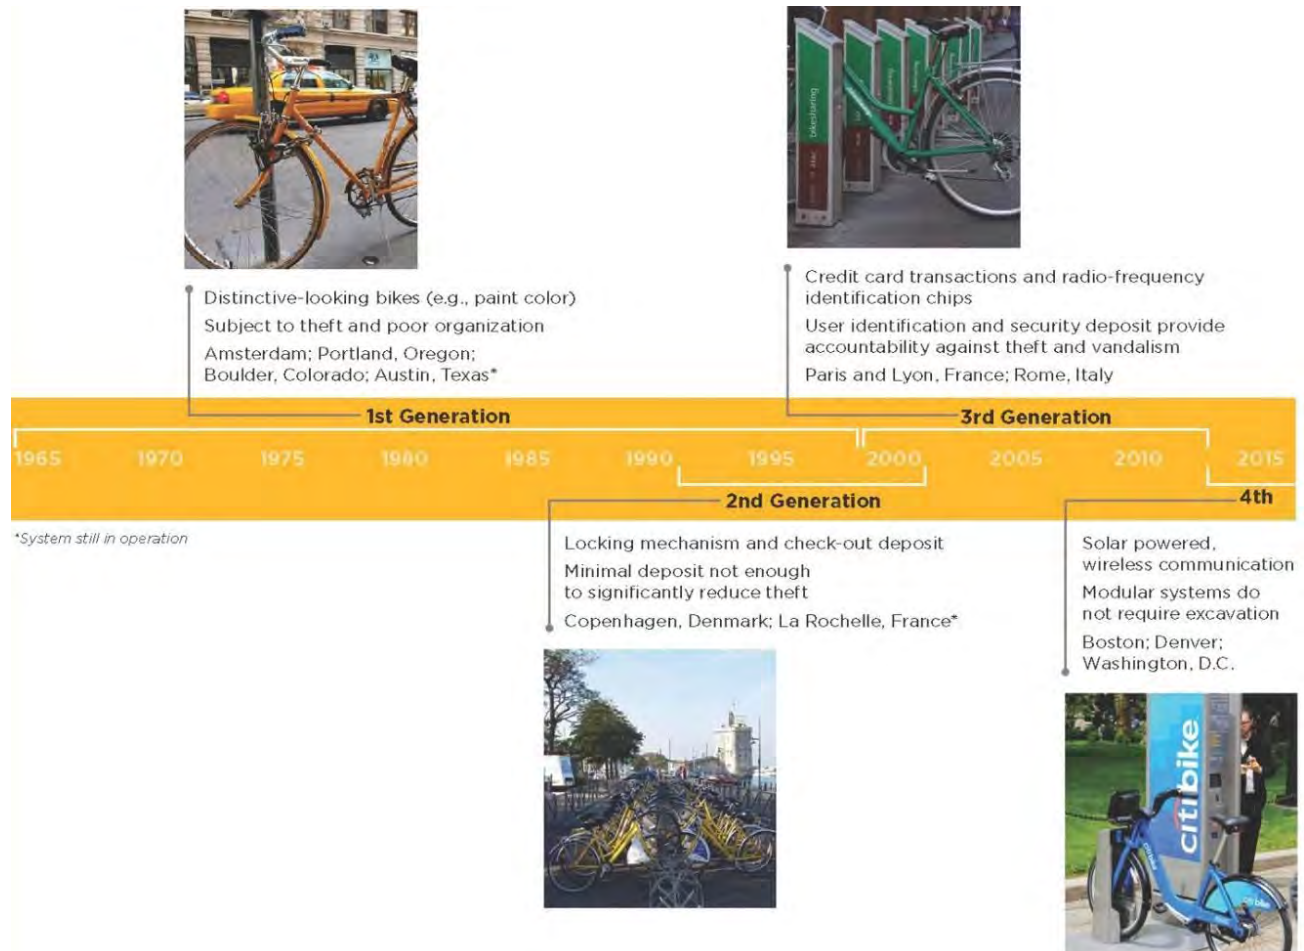 Distinctive-looking bikes (e.g., paint color)
Subject to theft and poor organization
Amsterdam; Portland, Oregon;
Boulder, Colorado; Austin, Texas*
bikesharing
Credit card transactions and radio-frequency
identification chips
User identification and security deposit provide
accountability against theft and vandalism
Paris and Lyon, France; Rome, Italy
1st Generation
3rd Generation
1965 1970 1975 1980 1985 1990 1995 2000 2005 2010 2015
2nd Generation
4th
*System still in operation
Locking mechanism and check-out deposit
Minimal deposit not enough
to significantly reduce theft
Copenhagen, Denmark; La Rochelle, France*
Solar powered,
wireless communication
Modular systems do
not require excavation
Boston; Denver;
Washington, D.C.
citibike
citi bike